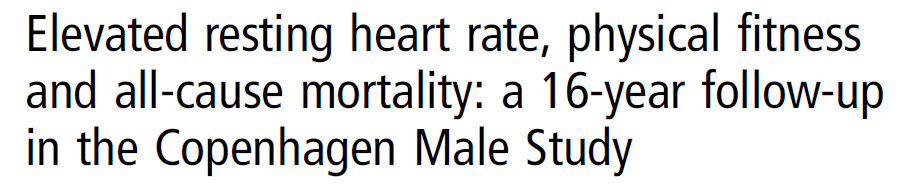 Elevated resting heart rate, physical fitness
and all-cause mortality: a 16-year follow-up
in the Copenhagen Male Study